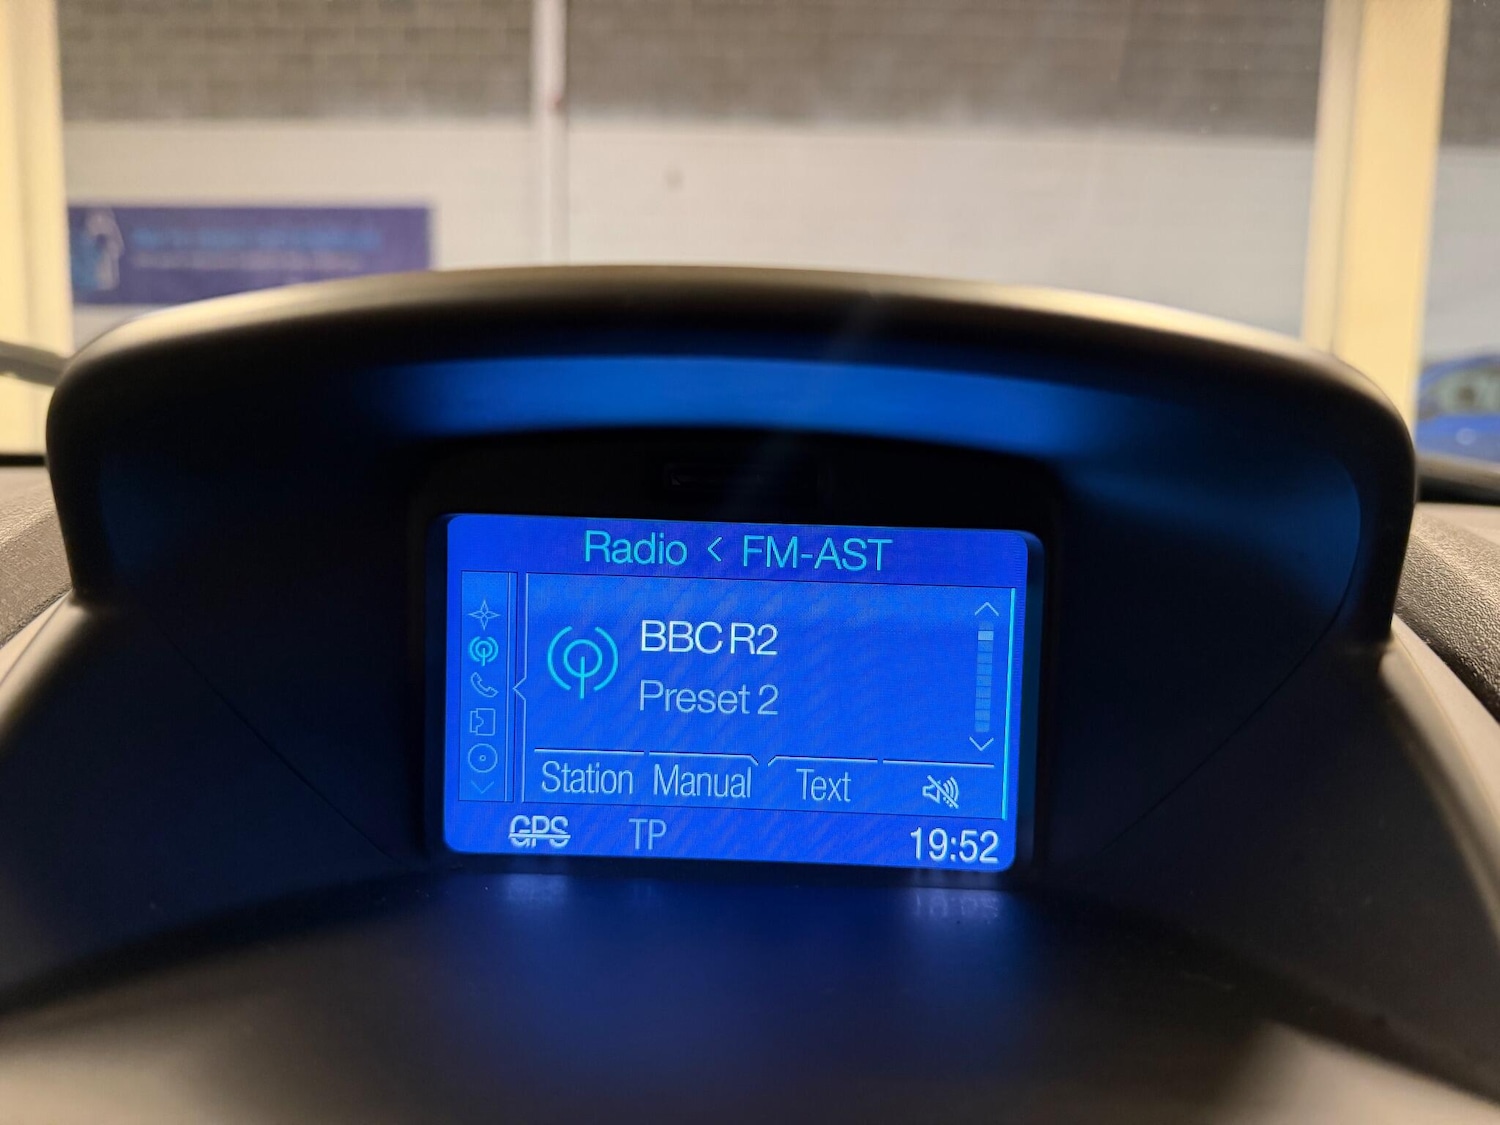 Radio < FM-AST
BBC R2
Preset 2
Station Manual Text
GPS TP 19:52